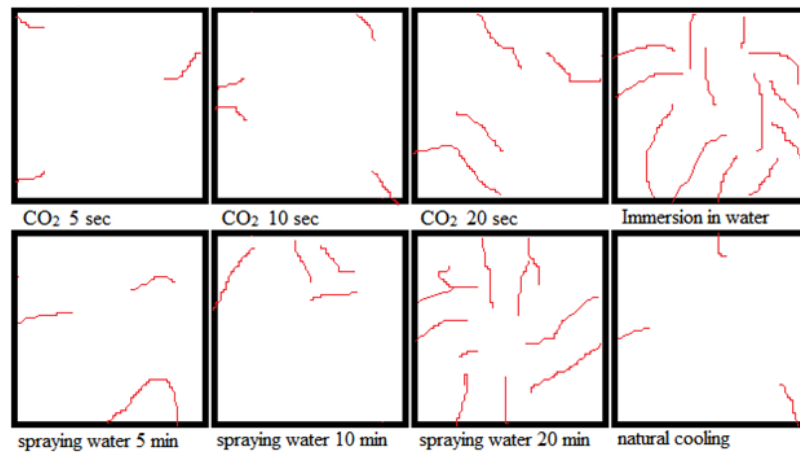 CO₂ 5 sec
CO₂ 10 sec
CO₂ 20 sec
Immersion in water
spraying water 5 min
spraying water 10 min
spraying water 20 min
natural cooling